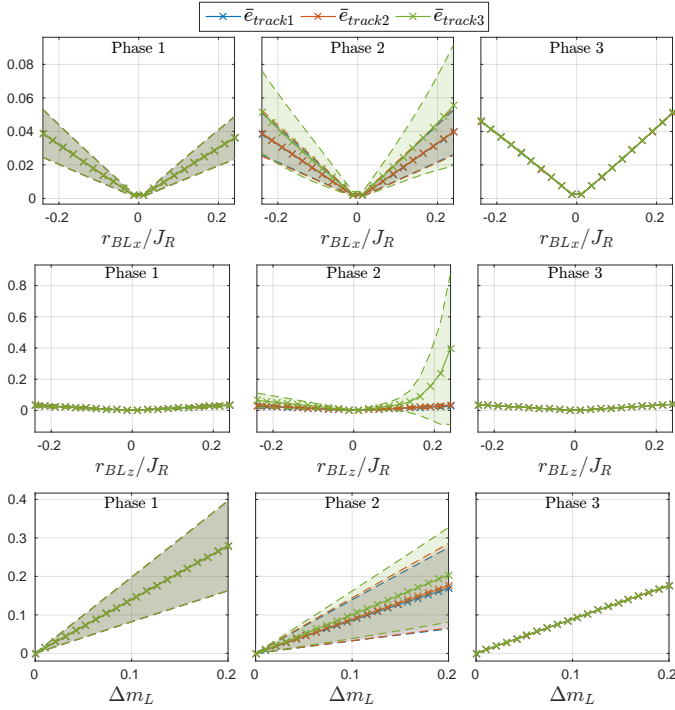 ē_track1 ē_track2 ē_track3
Phase 1 Phase 2 Phase 3
0.08
0.06
0.04
0.02
0
-0.2 0 0.2 -0.2 0 0.2 -0.2 0 0.2
r_BLx/J_R r_BLx/J_R r_BLx/J_R
Phase 1 Phase 2 Phase 3
0.8
0.6
0.4
0.2
0
-0.2 0 0.2 -0.2 0 0.2 -0.2 0 0.2
r_BLz/J_R r_BLz/J_R r_BLz/J_R
0.4 Phase 1 Phase 2 Phase 3
0.3
0.2
0.1
0
0 0.1 0.2 0.1 0.2 0 0.1 0.2
Δm_L Δm_L Δm_L